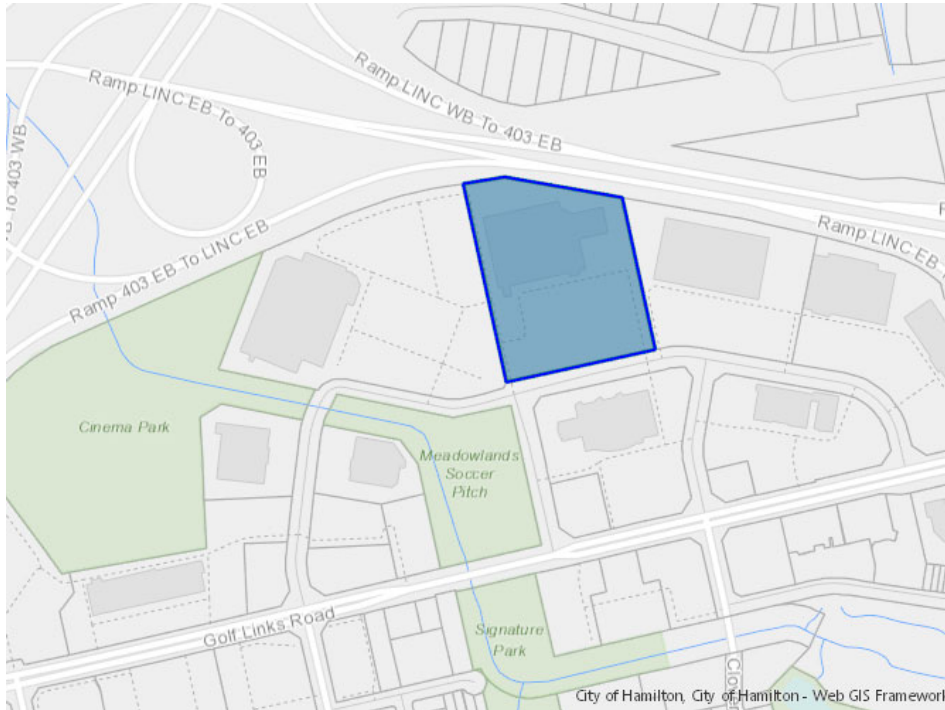 Ramp LINC EB To 403 EB
Ramp LINC WB To 403 EB
B To 403 WB
Ramp 403 EB To LINC EB
Ramp LINC EB T
Cinema Park
Meadowlands
Soccer
Pitch
Golf Links Road
Signature
Park
Clover
City of Hamilton, City of Hamilton - Web GIS Framework